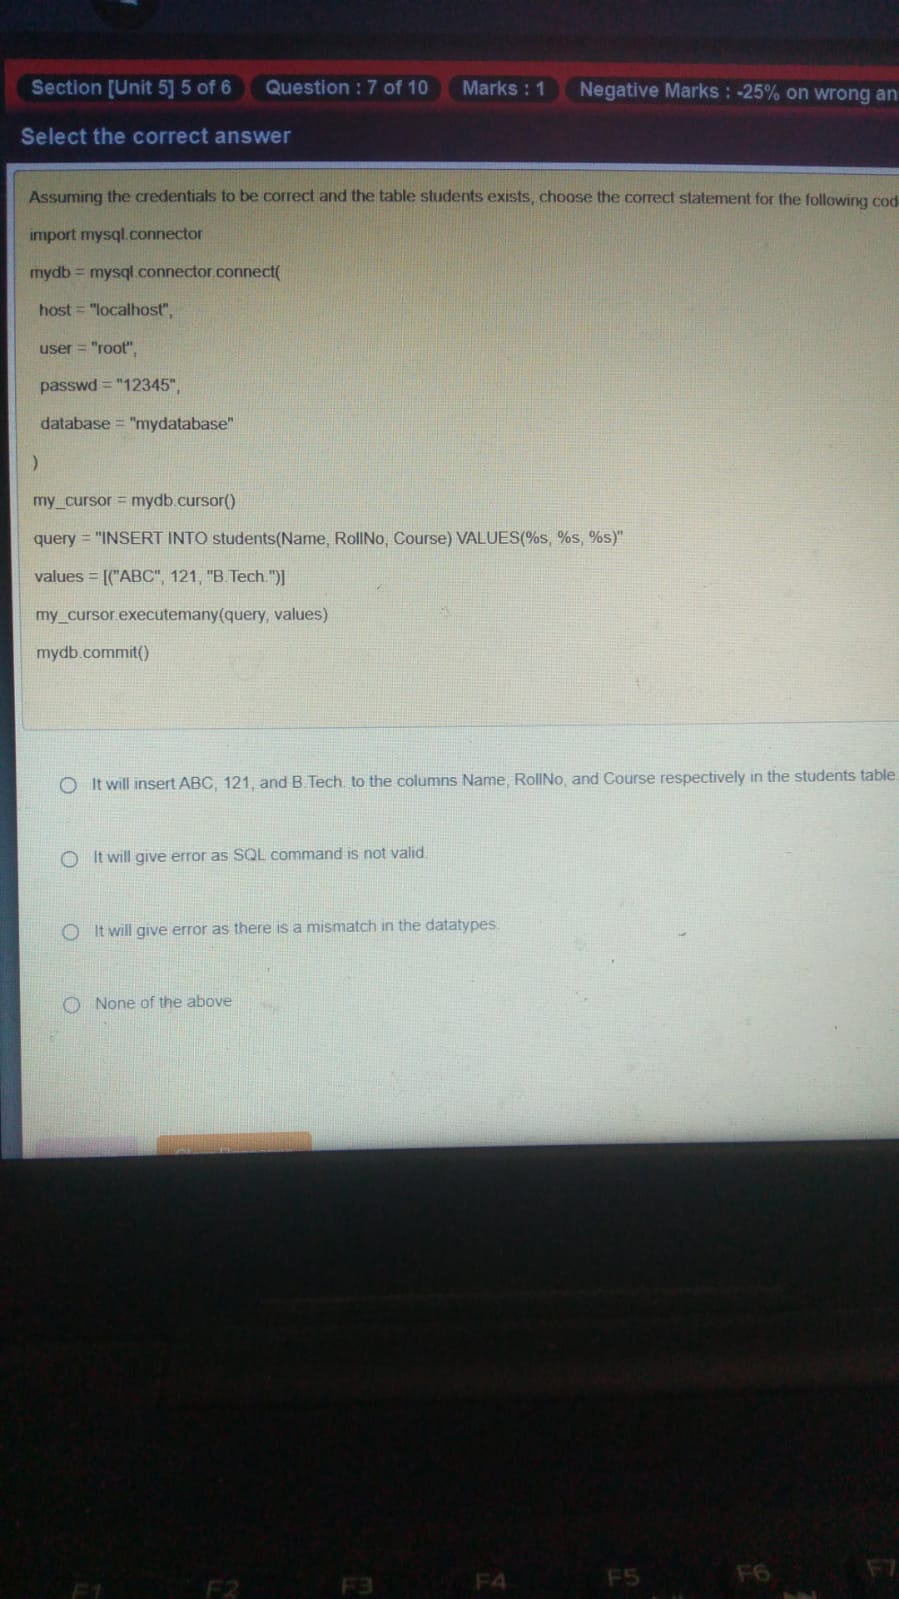 Section [Unit 5] 5 of 6 Question : 7 of 10 Marks : 1 Negative Marks : -25% on wrong an
Select the correct answer
Assuming the credentials to be correct and the table students exists, choose the correct statement for the following cod
import mysql.connector
mydb = mysql.connector.connect(
host = "localhost",
user = "root",
passwd = "12345",
database = "mydatabase"
)
my_cursor = mydb.cursor()
query = "INSERT INTO students(Name, RollNo, Course) VALUES(%s, %s, %s)"
values = [("ABC", 121, "B.Tech.")]
my_cursor.executemany(query, values)
mydb.commit()
It will insert ABC, 121, and B.Tech. to the columns Name, RollNo, and Course respectively in the students table.
It will give error as SQL command is not valid.
It will give error as there is a mismatch in the datatypes.
None of the above
F1 F2 F3 F4 F5 F6 F7